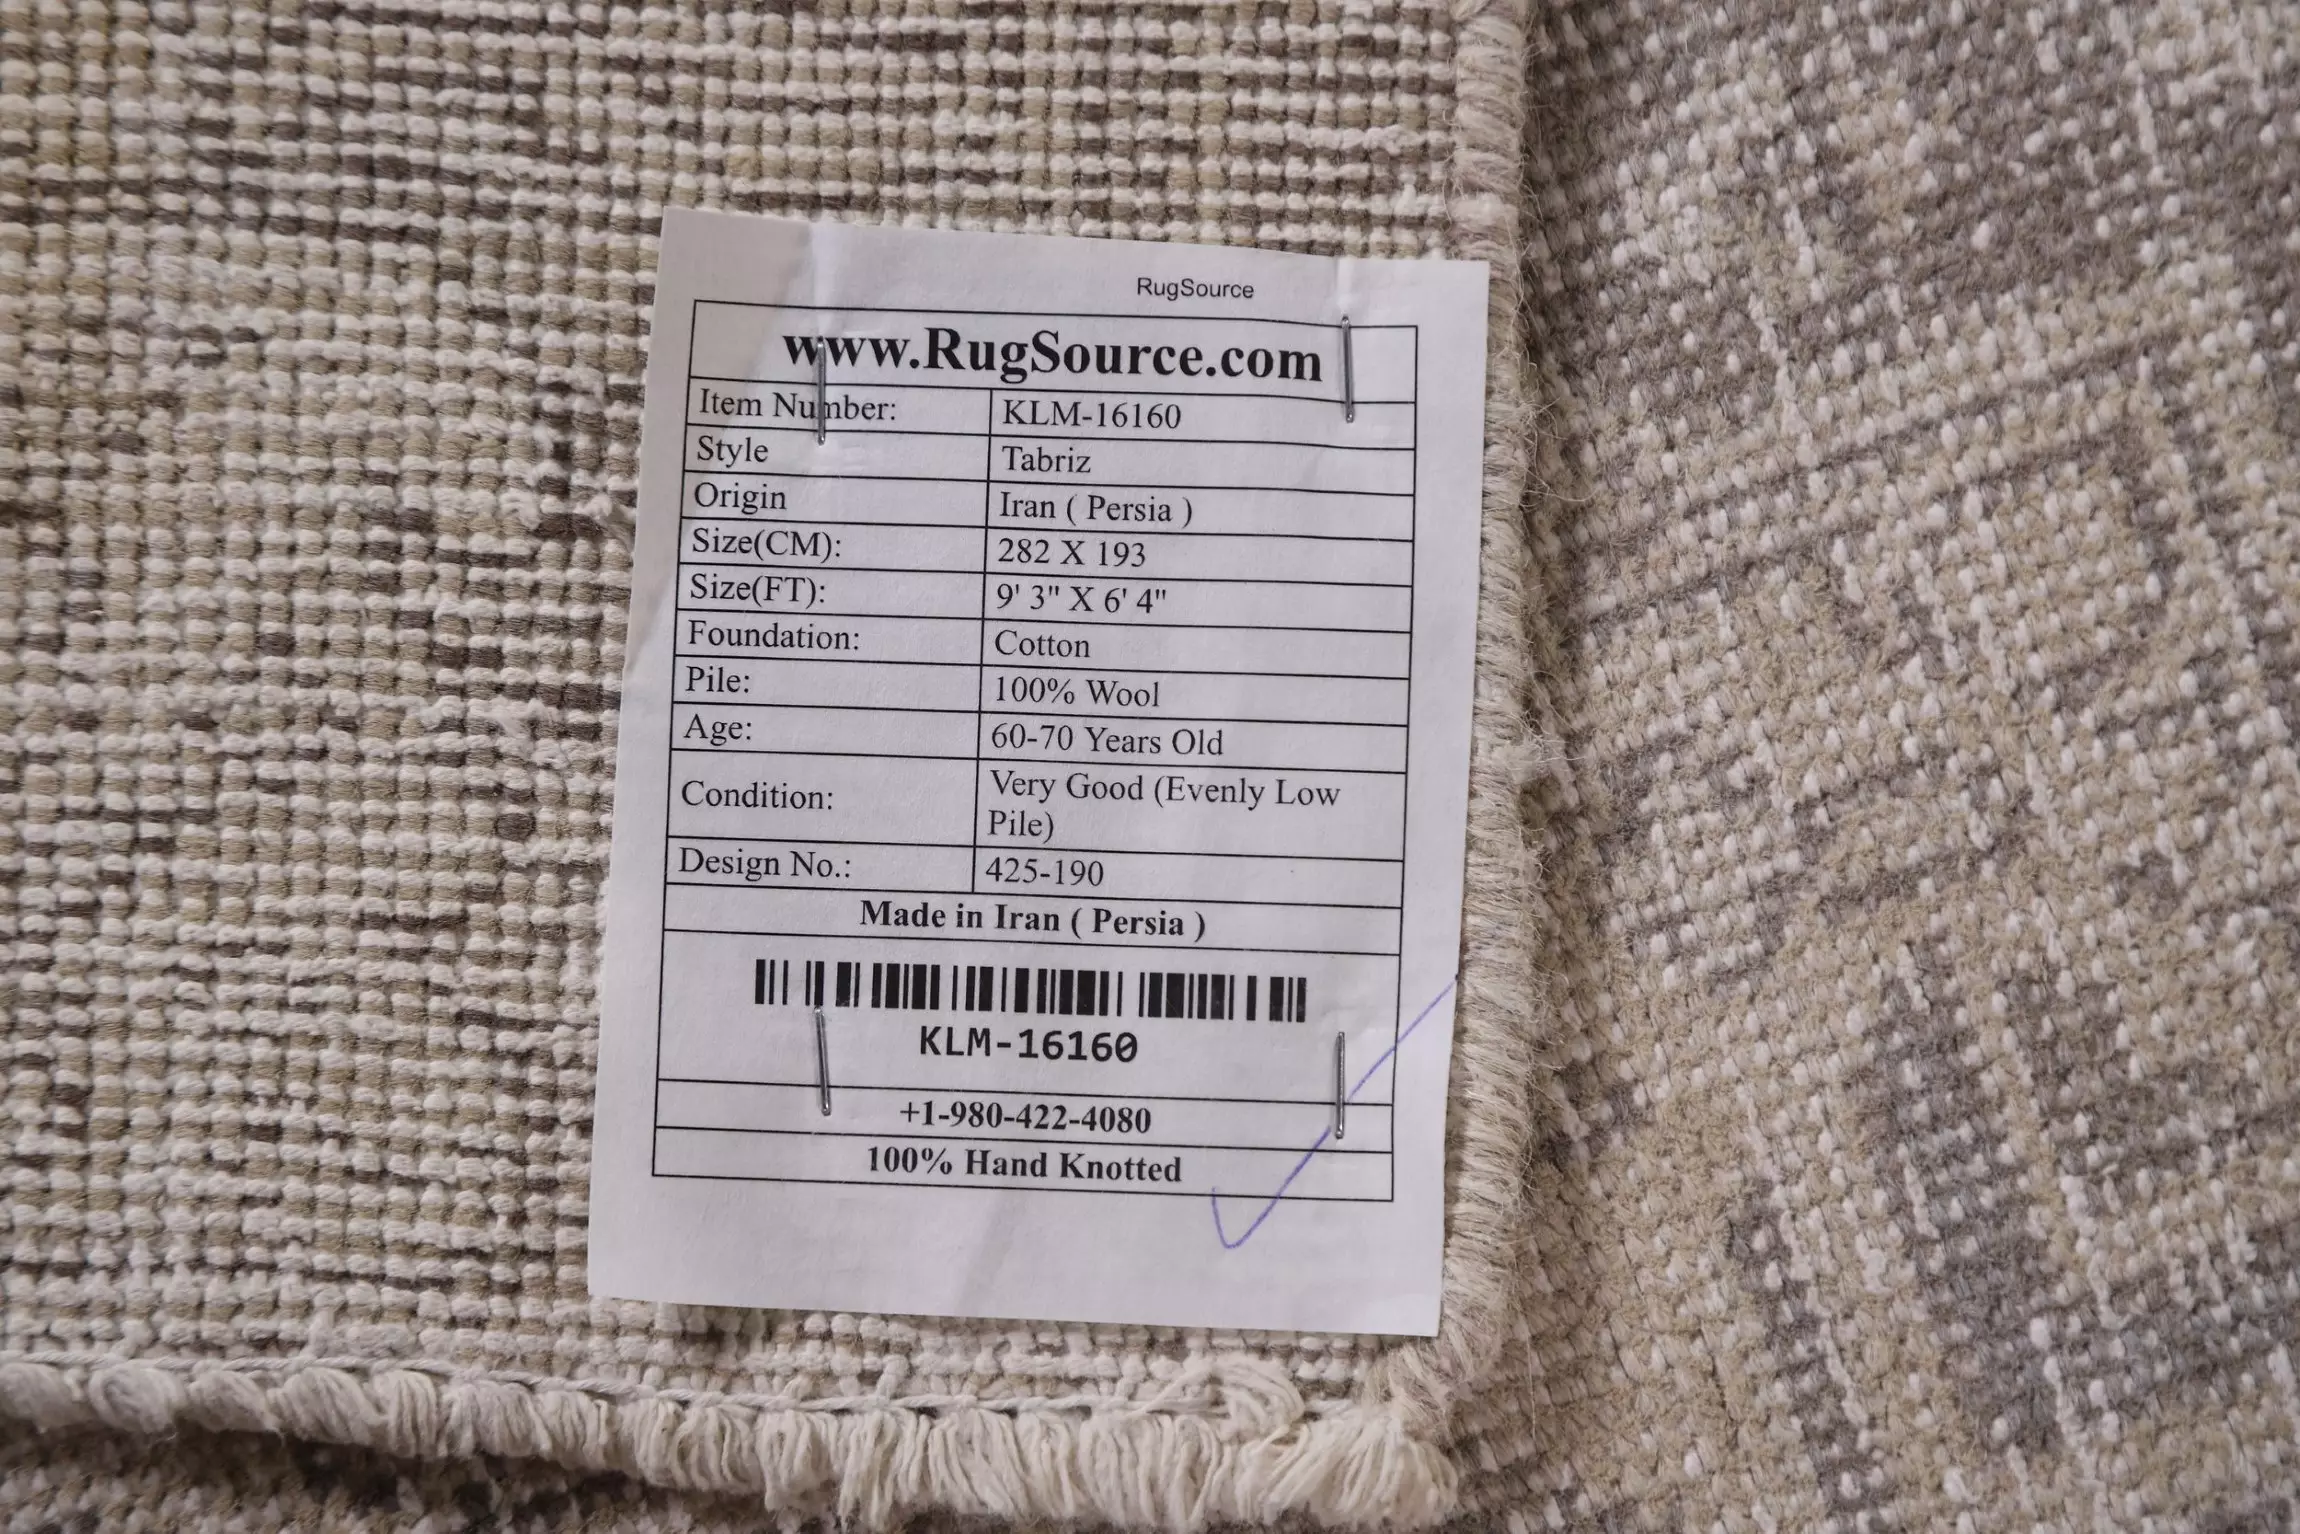 RugSource
www.RugSource.com
Item Number: KLM-16160
Style Tabriz
Origin Iran ( Persia )
Size(CM): 282 X 193
Size(FT): 9' 3" X 6' 4"
Foundation: Cotton
Pile: 100% Wool
Age: 60-70 Years Old
Condition: Very Good (Evenly Low
Pile)
Design No.: 425-190
Made in Iran ( Persia )
KLM-16160
+1-980-422-4080
100% Hand Knotted